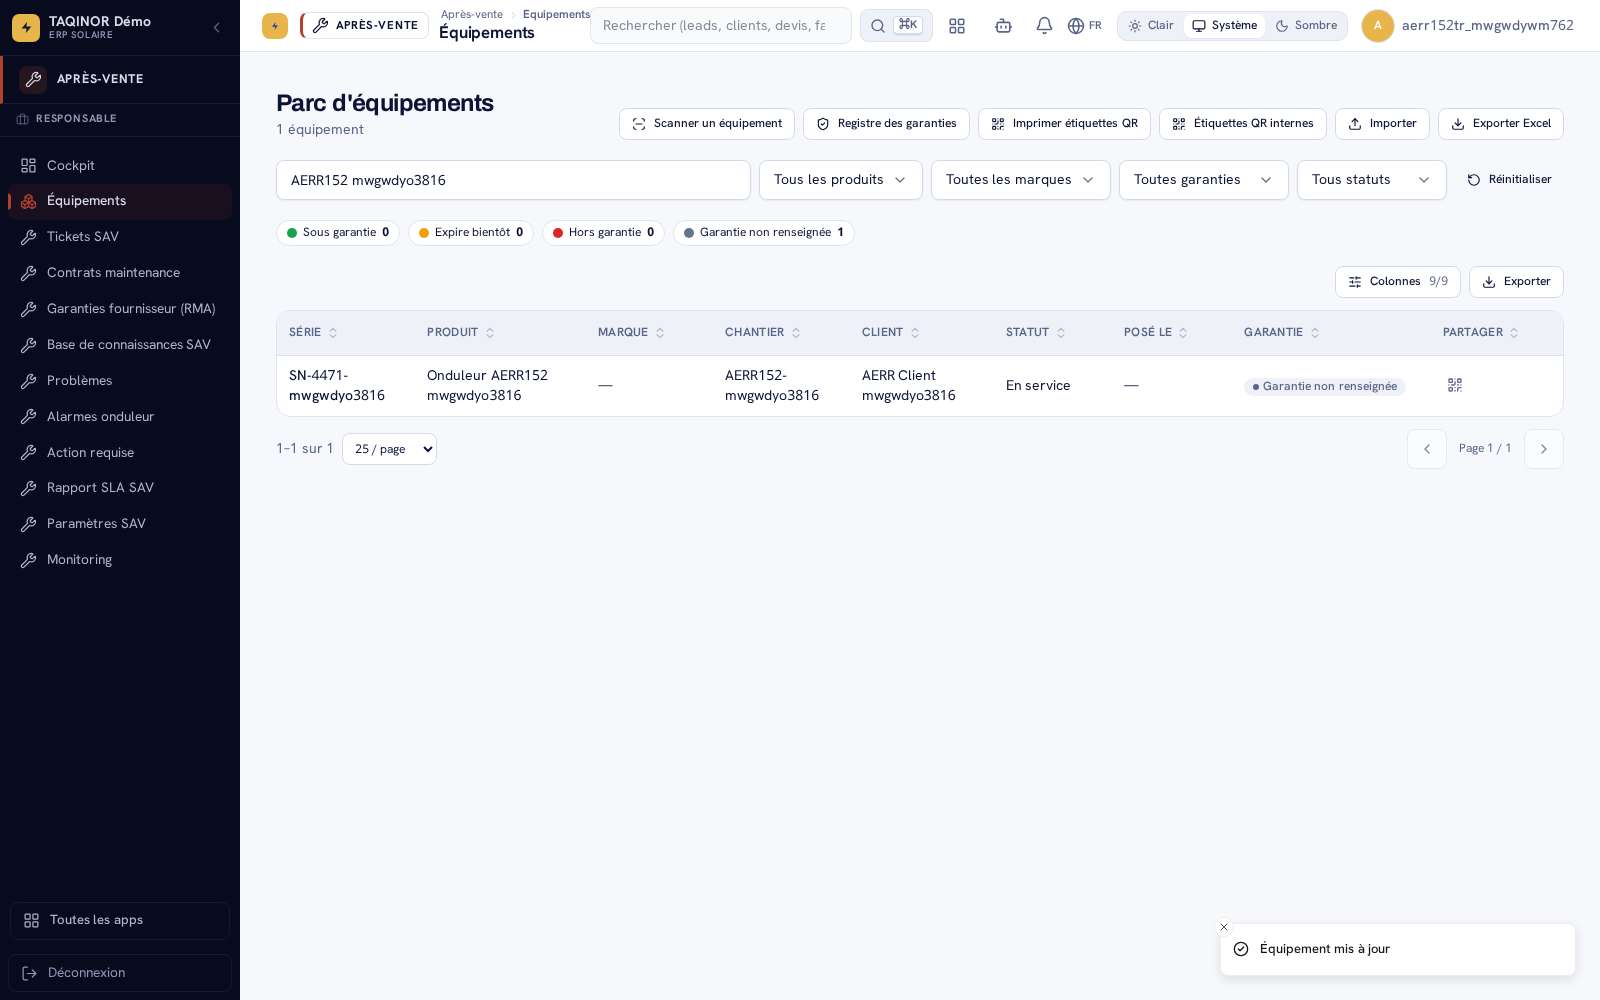 TAQINOR Démo
ERP SOLAIRE
APRÈS-VENTE
RESPONSABLE
Cockpit
Équipements
Tickets SAV
Contrats maintenance
Garanties fournisseur (RMA)
Base de connaissances SAV
Problèmes
Alarmes onduleur
Action requise
Rapport SLA SAV
Paramètres SAV
Monitoring
Toutes les apps
Déconnexion
APRÈS-VENTE
Après-vente › Equipements
Équipements
Rechercher (leads, clients, devis, fa
⌘K
FR
Clair
Système
Sombre
A
aerr152tr_mwgwdywm762
Parc d'équipements
1 équipement
Scanner un équipement
Registre des garanties
Imprimer étiquettes QR
Étiquettes QR internes
Importer
Exporter Excel
AERR152 mwgwdyo3816
Tous les produits
Toutes les marques
Toutes garanties
Tous statuts
Réinitialiser
Sous garantie 0
Expire bientôt 0
Hors garantie 0
Garantie non renseignée 1
Colonnes 9/9
Exporter
SÉRIE PRODUIT MARQUE CHANTIER CLIENT STATUT POSÉ LE GARANTIE PARTAGER
SN-4471-mwgwdyo3816
Onduleur AERR152 mwgwdyo3816
—
AERR152-mwgwdyo3816
AERR Client mwgwdyo3816
En service
—
Garantie non renseignée
1–1 sur 1
25 / page
Page 1 / 1
Équipement mis à jour